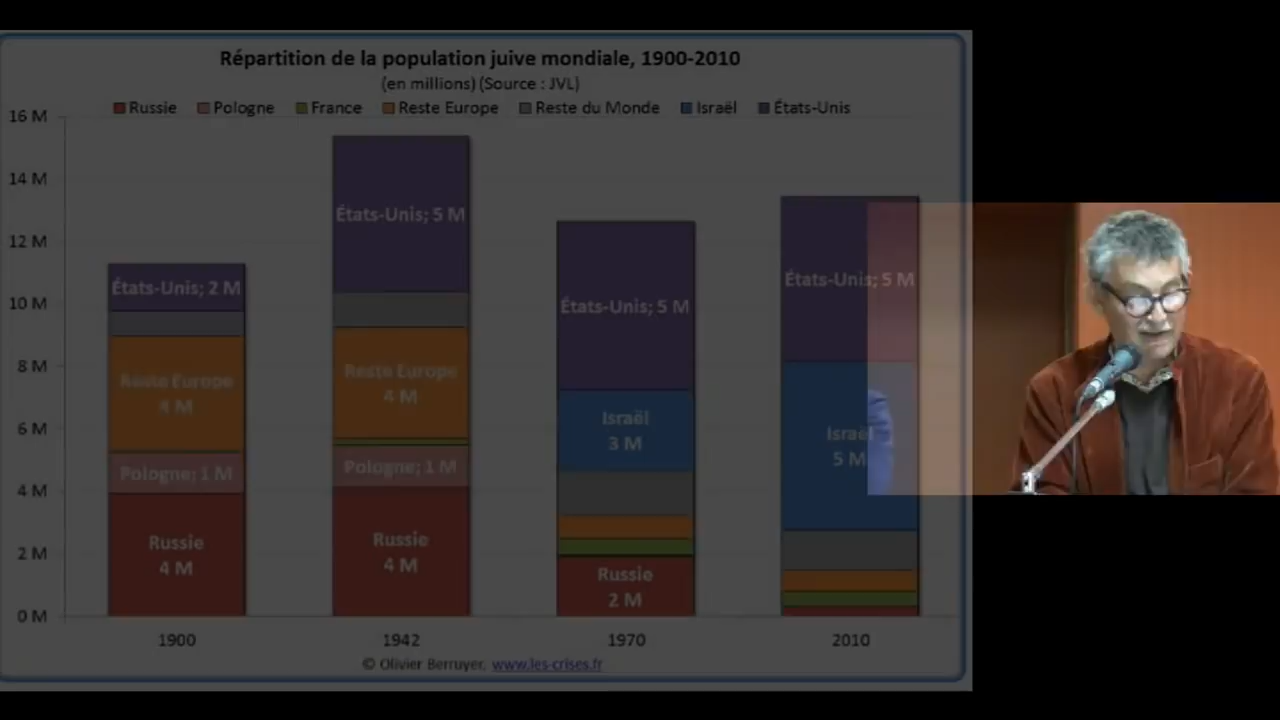 Répartition de la population juive mondiale, 1900-2010
(en millions) (Source : JVL)
Russie Pologne France Reste Europe Reste du Monde Israël États-Unis
16 M
14 M
12 M
10 M
8 M
6 M
4 M
2 M
0 M
États-Unis; 2 M
Reste Europe
4 M
Pologne; 1 M
Russie
4 M
États-Unis; 5 M
Reste Europe
4 M
Pologne; 1 M
Russie
4 M
États-Unis; 5 M
Israël
3 M
Russie
2 M
États-Unis; 5 M
Israël
5 M
1900 1942 1970 2010
© Olivier Berruyer, www.les-crises.fr